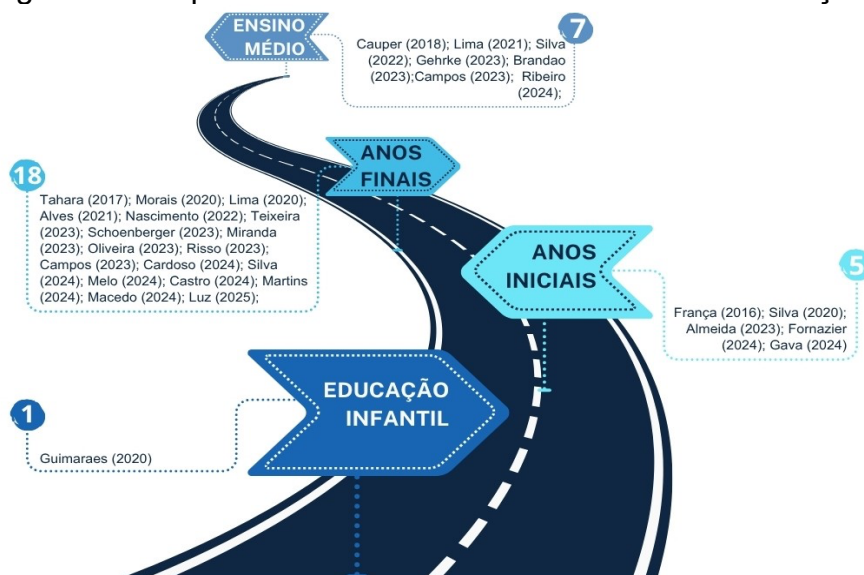 ENSINO
MÉDIO
7
Cauper (2018); Lima (2021); Silva
(2022); Gehrke (2023); Brandao
(2023);Campos (2023); Ribeiro
(2024);
ANOS
FINAIS
18
Tahara (2017); Morais (2020); Lima (2020);
Alves (2021); Nascimento (2022); Teixeira
(2023); Schoenberger (2023); Miranda
(2023); Oliveira (2023); Risso (2023);
Campos (2023); Cardoso (2024); Silva
(2024); Melo (2024); Castro (2024); Martins
(2024); Macedo (2024); Luz (2025);
ANOS
INICIAIS
5
França (2016); Silva (2020);
Almeida (2023); Fornazier
(2024); Gava (2024)
EDUCAÇÃO
INFANTIL
1
Guimaraes (2020)